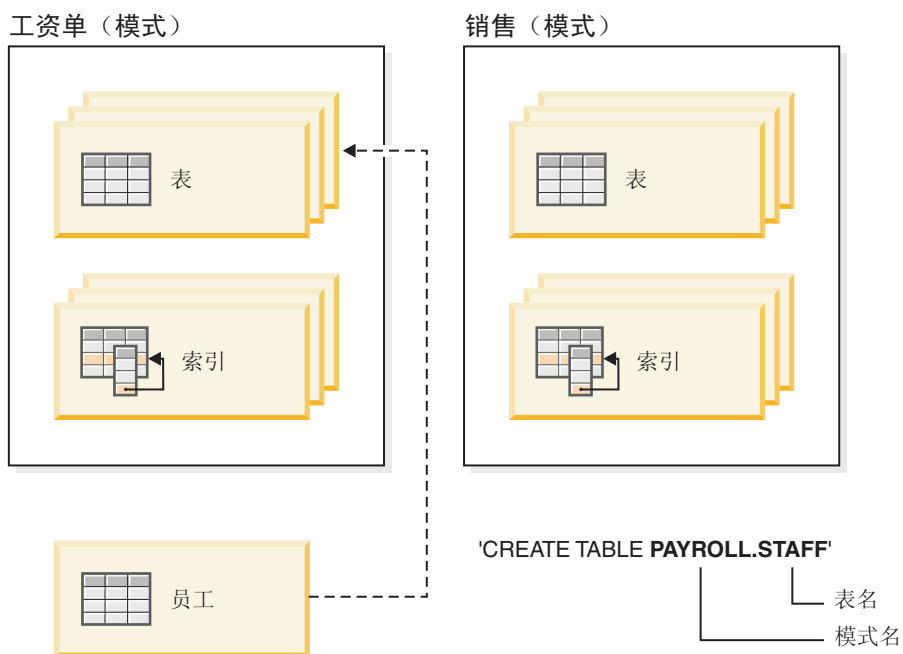 工资单（模式）
销售（模式）
表
表
索引
索引
员工
'CREATE TABLE PAYROLL.STAFF'
表名
模式名